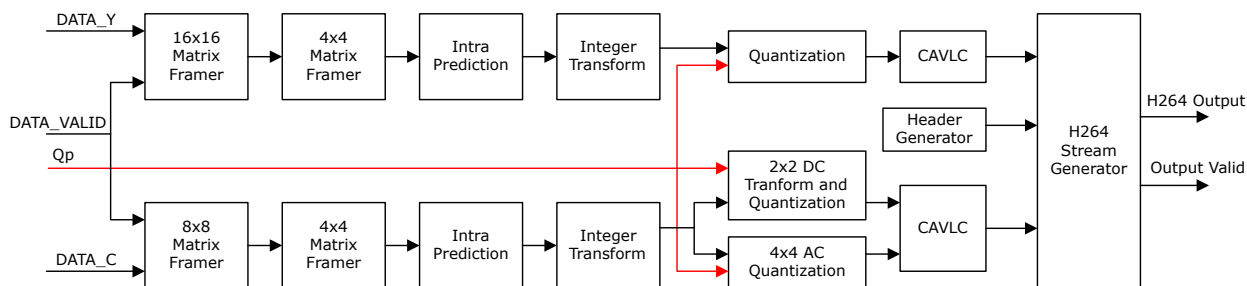 DATA_Y
16x16
Matrix
Framer
4x4
Matrix
Framer
Intra
Prediction
Integer
Transform
Quantization
CAVLC
DATA_VALID
Header
Generator
H264
Stream
Generator
H264 Output
Output Valid
Qp
2x2 DC
Tranform and
Quantization
CAVLC
8x8
Matrix
Framer
4x4
Matrix
Framer
Intra
Prediction
Integer
Transform
4x4 AC
Quantization
DATA_C